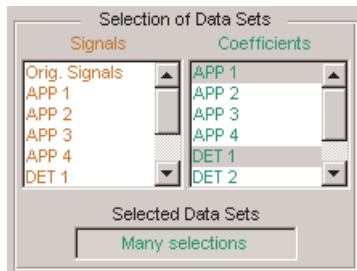 Selection of Data Sets
Signals
Coefficients
Orig. Signals
APP 1
APP 2
APP 3
APP 4
DET 1
APP 1
APP 2
APP 3
APP 4
DET 1
DET 2
Selected Data Sets
Many selections